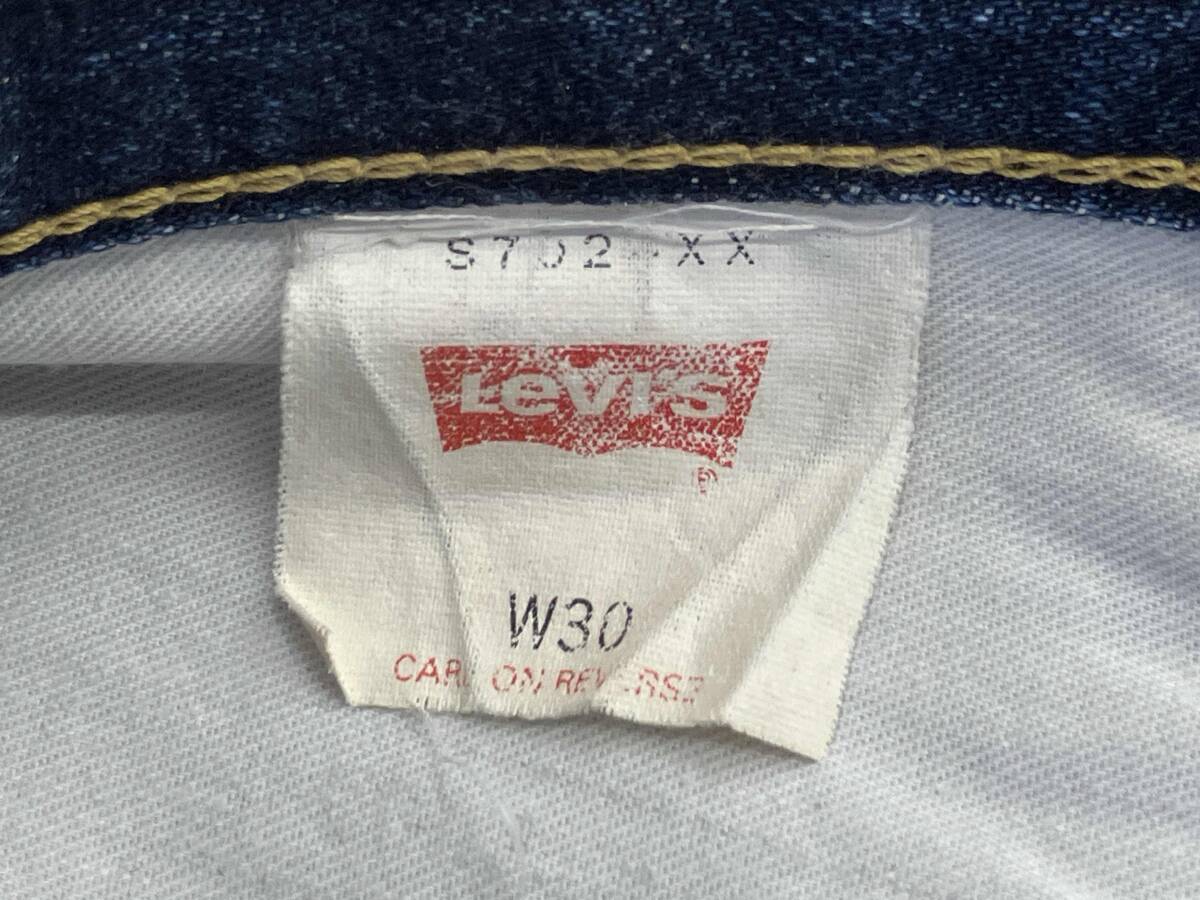 S702-XX
LEVI'S
®
W30
CARE ON REVERSE